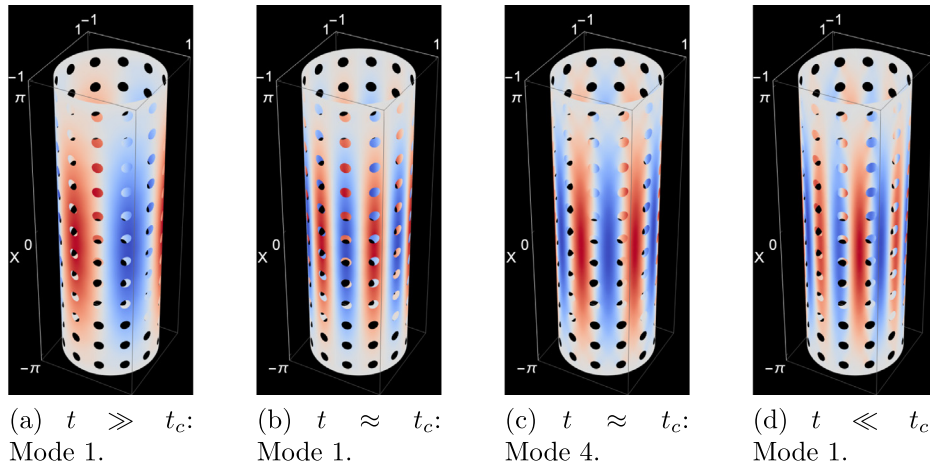 1 −1
1
−1
π
X 0
−π
1 −1
1
−1
π
X 0
−π
1 −1
1
−1
π
X 0
−π
1 −1
1
−1
π
X 0
−π
(a) t ≫ t_c:
Mode 1.
(b) t ≈ t_c:
Mode 1.
(c) t ≈ t_c:
Mode 4.
(d) t ≪ t_c
Mode 1.